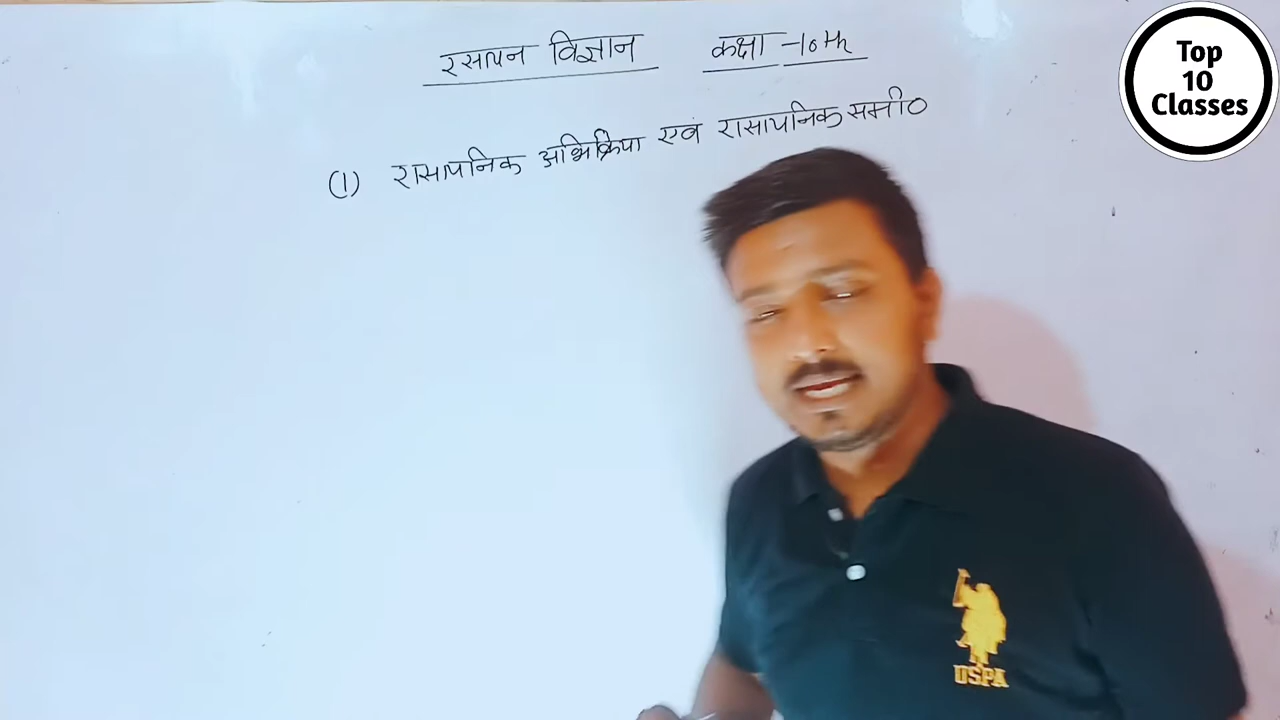 रसायन विज्ञान कक्षा -10th
(1) रासायनिक अभिक्रिया एवं रासायनिक समी०
Top
10
Classes
USPA